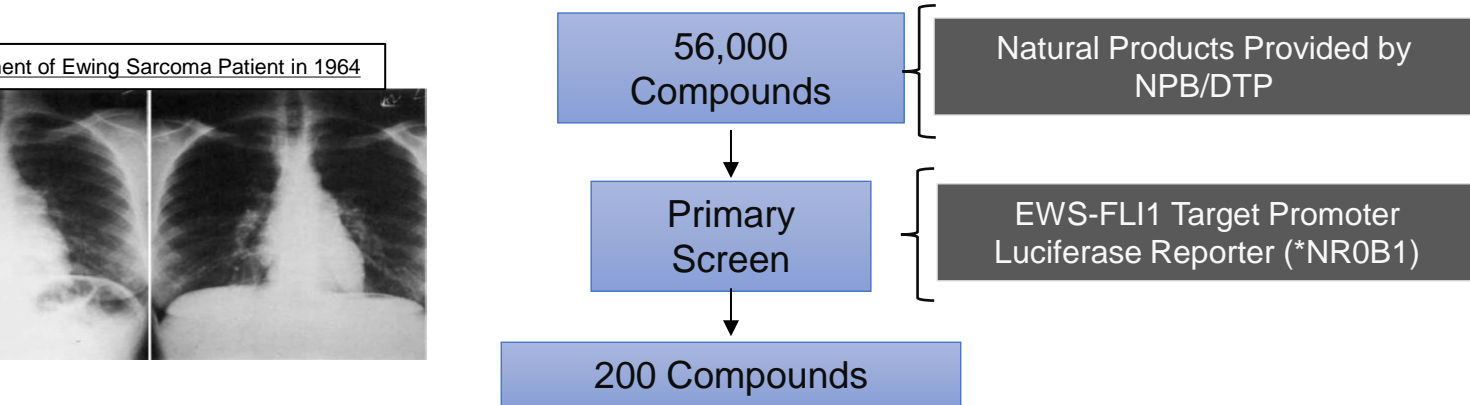 ent of Ewing Sarcoma Patient in 1964
56,000
Compounds
Natural Products Provided by
NPB/DTP
Primary
Screen
EWS-FLI1 Target Promoter
Luciferase Reporter (*NR0B1)
200 Compounds